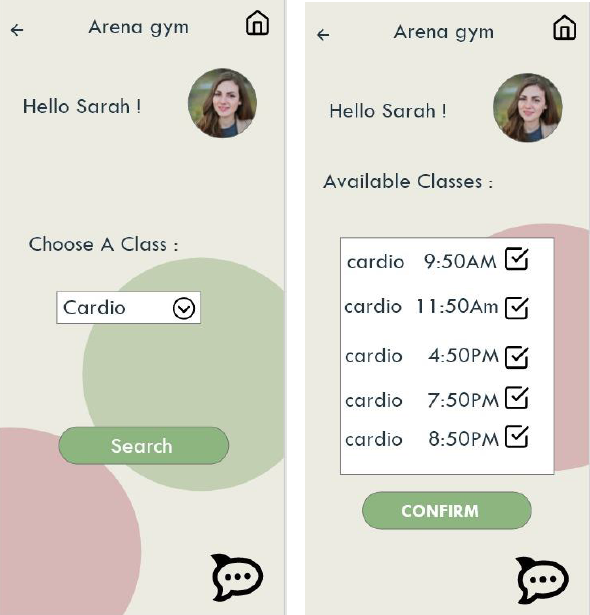 Arena gym
Hello Sarah !
Choose A Class :
Cardio
Search
Arena gym
Hello Sarah !
Available Classes :
cardio 9:50AM
cardio 11:50Am
cardio 4:50PM
cardio 7:50PM
cardio 8:50PM
CONFIRM